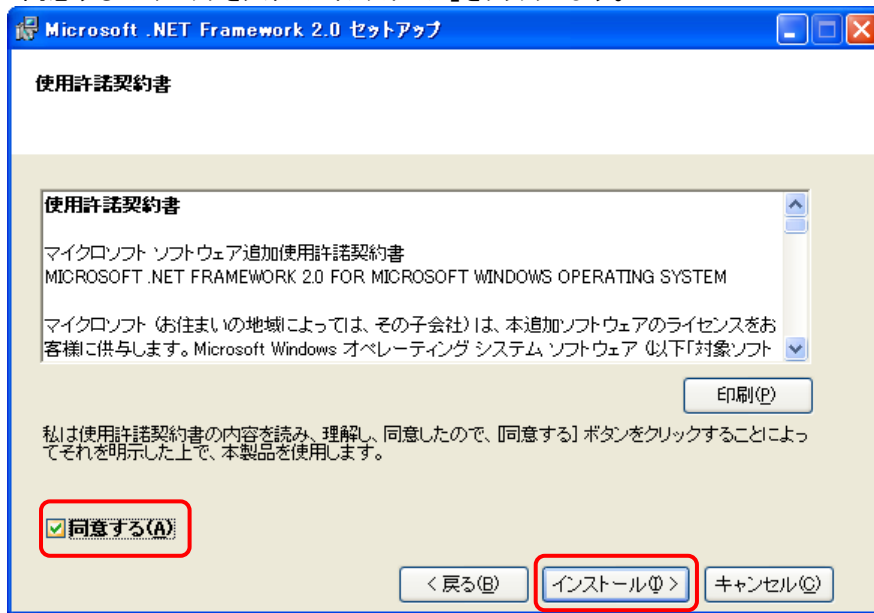 Microsoft .NET Framework 2.0 セットアップ
使用許諾契約書
使用許諾契約書
マイクロソフト ソフトウェア追加使用許諾契約書
MICROSOFT .NET FRAMEWORK 2.0 FOR MICROSOFT WINDOWS OPERATING SYSTEM
マイクロソフト (お住まいの地域によっては、その子会社) は、本追加ソフトウェアのライセンスをお
客様に供与します。Microsoft Windows オペレーティング システム ソフトウェア (以下「対象ソフト
印刷(P)
私は使用許諾契約書の内容を読み、理解し、同意したので、[同意する] ボタンをクリックすることによっ
てそれを明示した上で、本製品を使用します。
同意する(A)
< 戻る(B)
インストール(I) >
キャンセル(C)